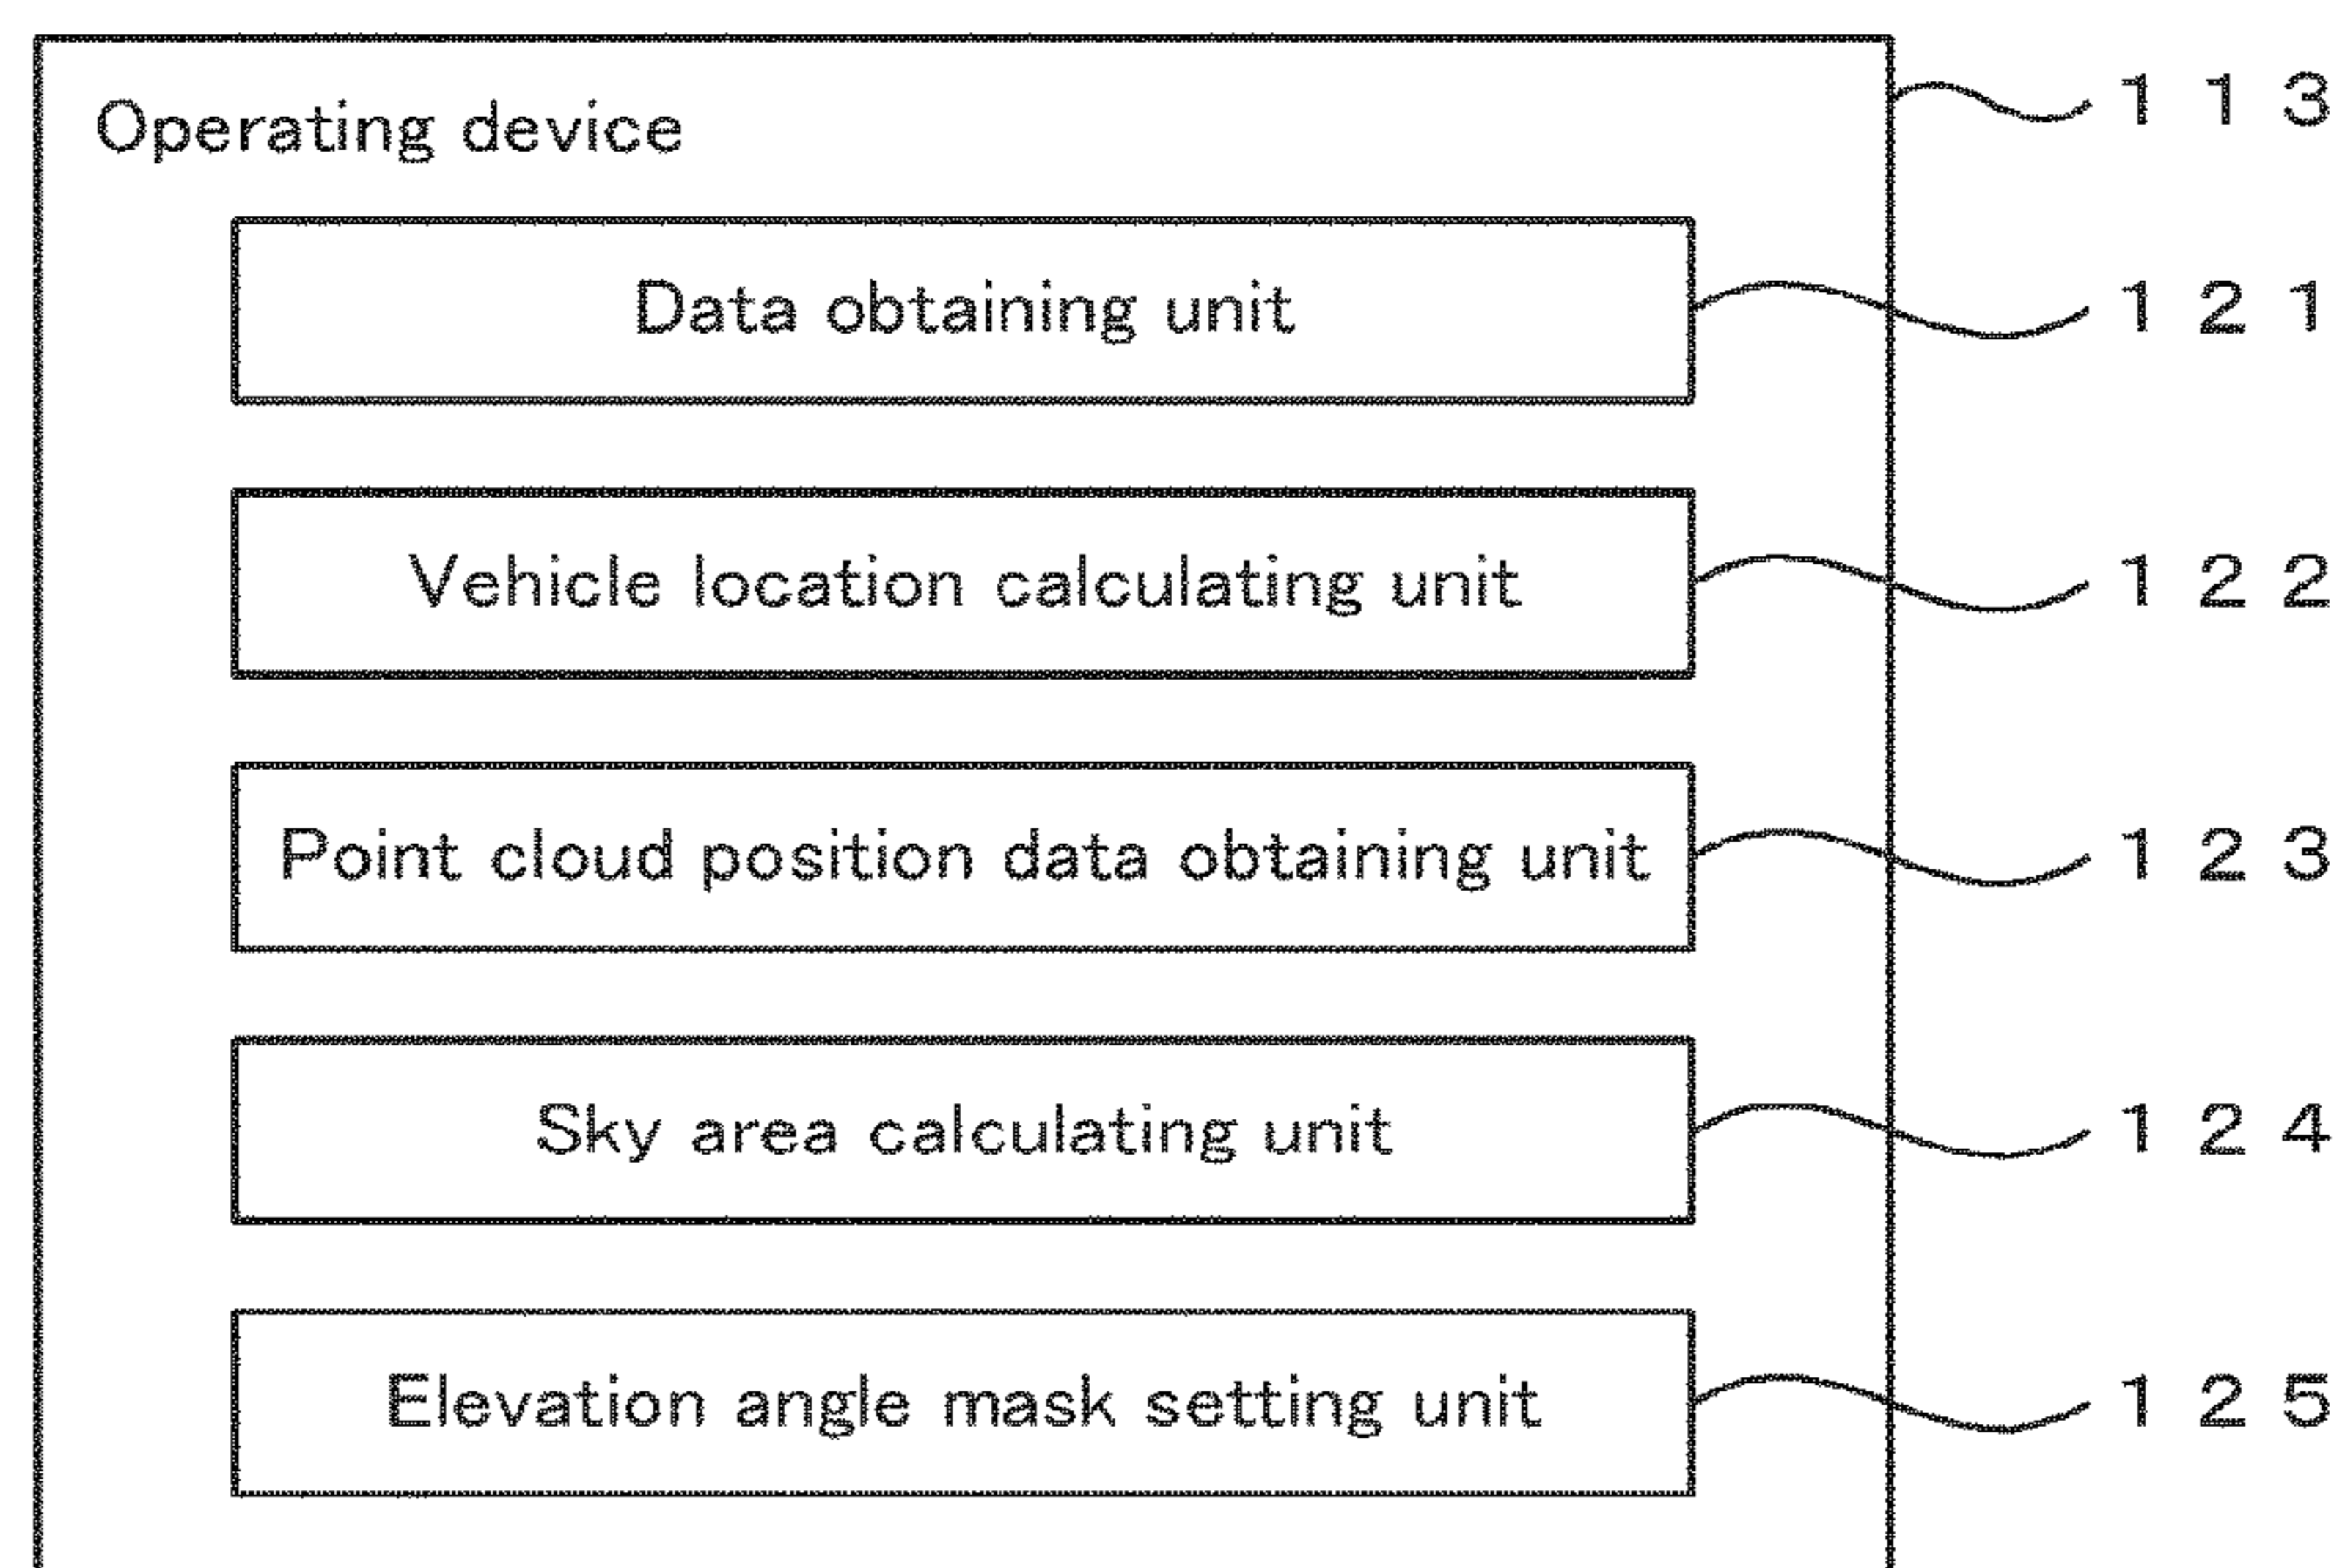 Operating device 113
Data obtaining unit 121
Vehicle location calculating unit 122
Point cloud position data obtaining unit 123
Sky area calculating unit 124
Elevation angle mask setting unit 125